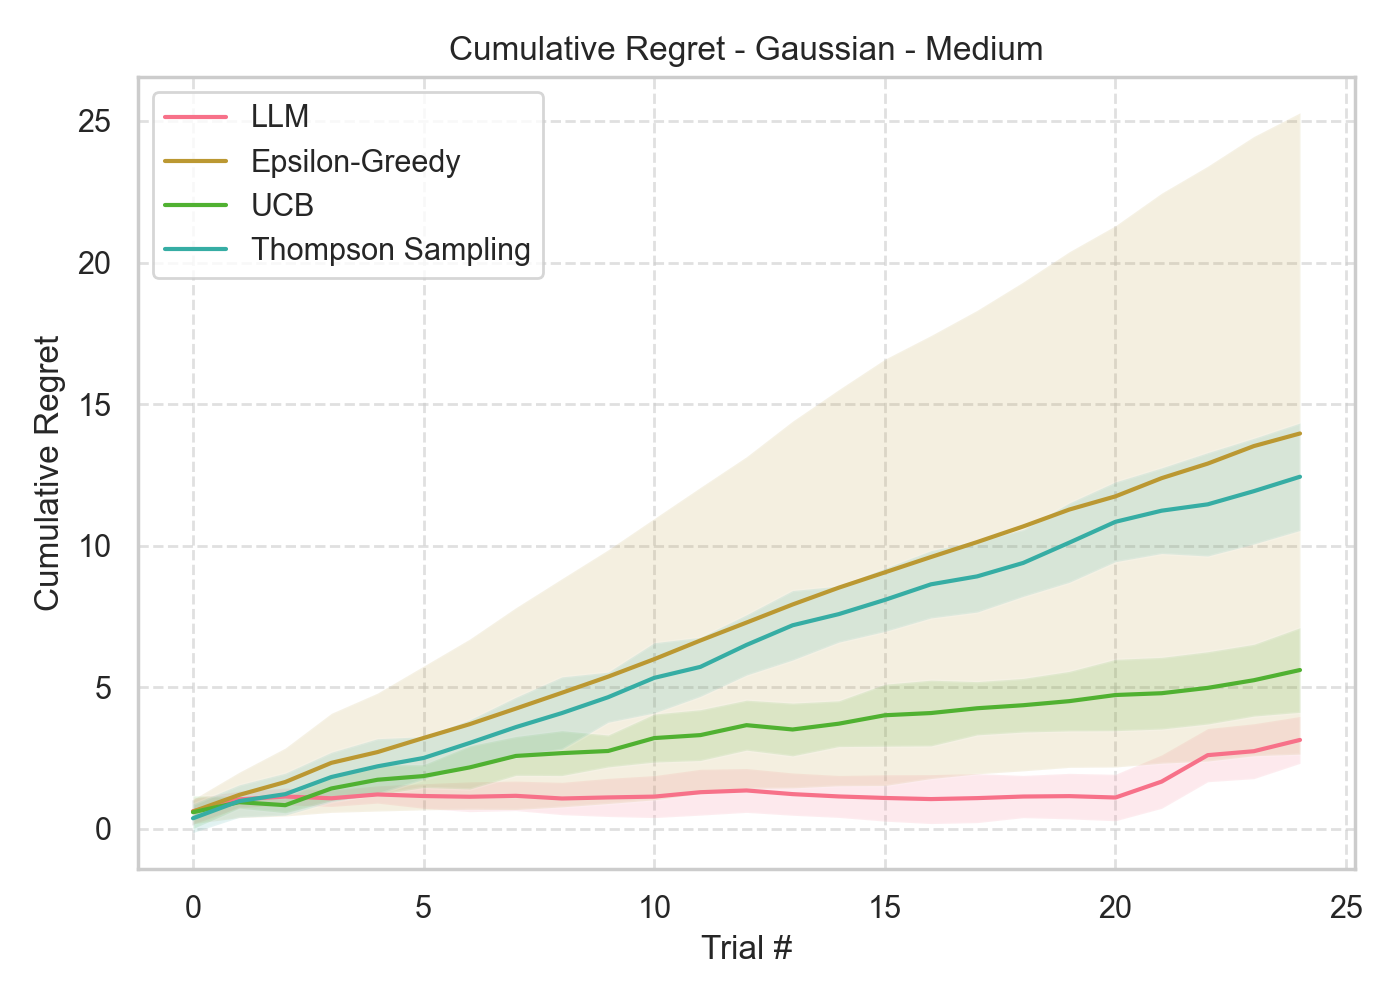 Cumulative Regret - Gaussian - Medium
LLM
Epsilon-Greedy
UCB
Thompson Sampling
Cumulative Regret
25
20
15
10
5
0
0 5 10 15 20 25
Trial #